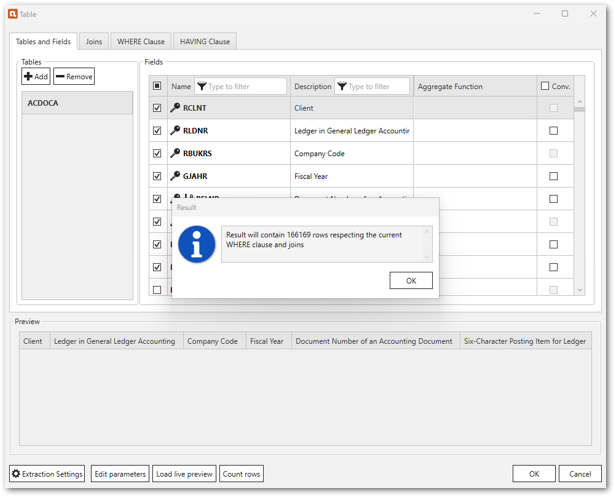 Table
Tables and Fields Joins WHERE Clause HAVING Clause
Tables
Add Remove
ACDOCA
Fields
Name Type to filter Description Type to filter Aggregate Function Conv.
RCLNT Client
RLDNR Ledger in General Ledger Accountir
RBUKRS Company Code
GJAHR Fiscal Year
Result
Result will contain 166169 rows respecting the current
WHERE clause and joins
OK
Preview
Client Ledger in General Ledger Accounting Company Code Fiscal Year Document Number of an Accounting Document Six-Character Posting Item for Ledger
Extraction Settings Edit parameters Load live preview Count rows OK Cancel